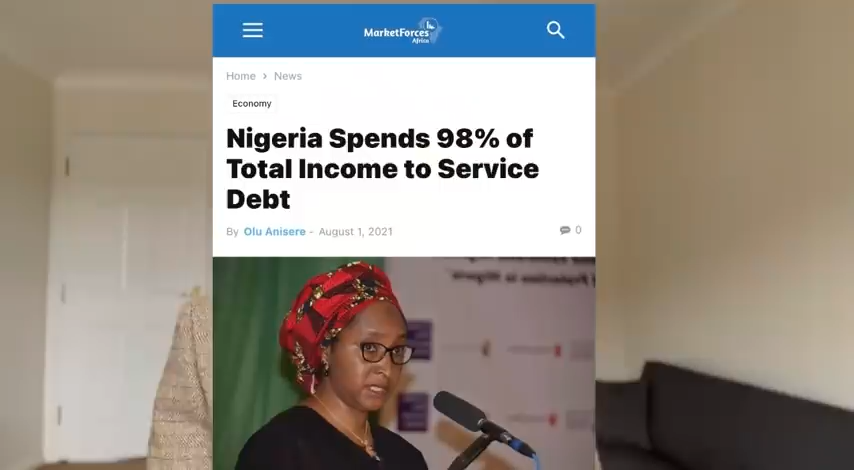 MarketForces
Africa
Home > News
Economy
Nigeria Spends 98% of
Total Income to Service
Debt
By Olu Anisere - August 1, 2021
0